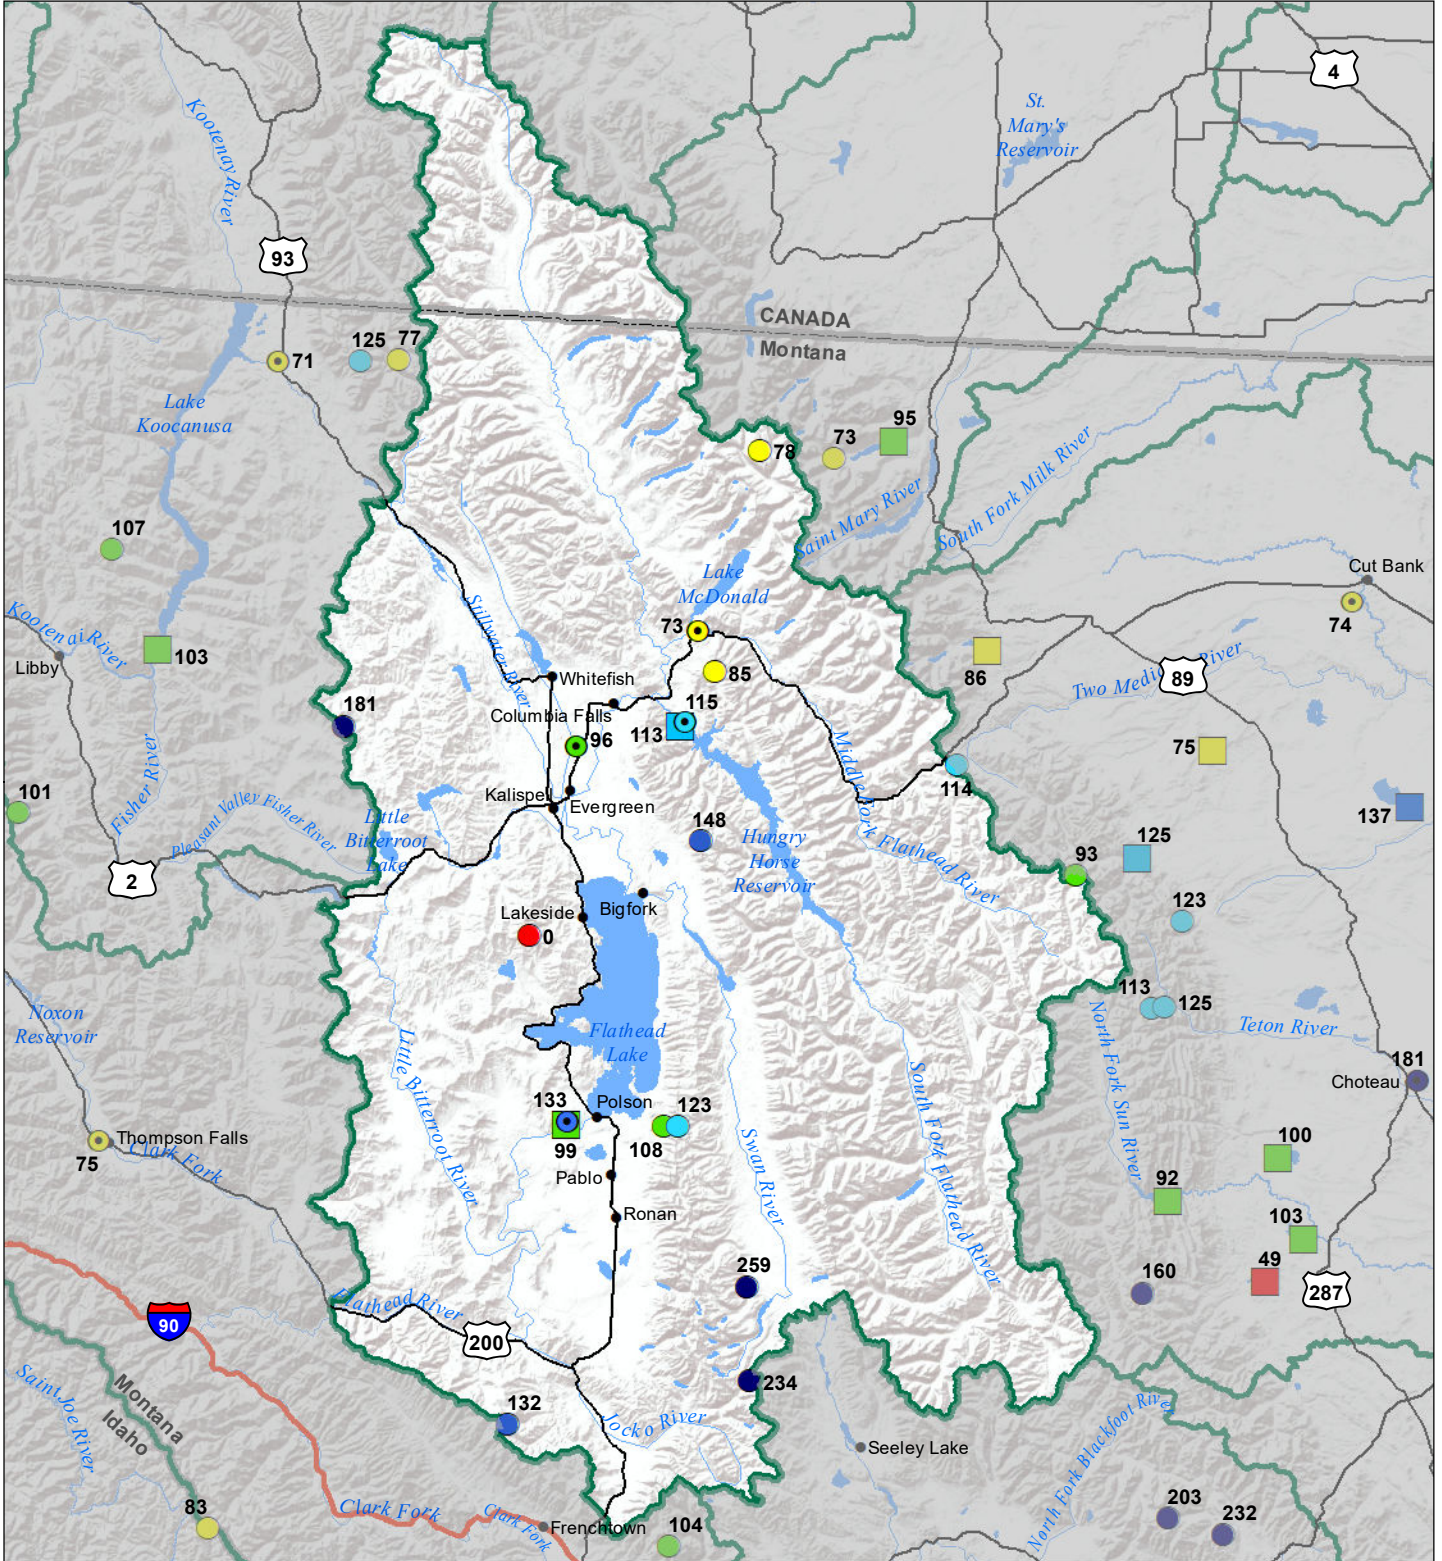 4
St.
Mary's
Reservoir
Kootenay River
93
CANADA
Montana
125
77
71
Lake
Koocanusa
95
73
78
South Fork Milk River
Saint Mary River
107
Cut Bank
74
Lake
McDonald
Kootenai River
Libby
103
Stillwater River
73
85
86
Two Medi River
89
Whitefish
Columbia Falls
115
113
96
181
75
Middle Fork Flathead River
114
137
Fisher River
101
Pleasant Valley Fisher River
Kalispell
Evergreen
Little
Bitterroot
Lake
148
Hungry
Horse
Reservoir
93
125
2
Lakeside
Bigfork
0
123
113
125
Noxon
Reservoir
Flathead
Lake
North Fork Sun River
Teton River
181
Choteau
Little Bitterroot River
South Fork Flathead River
133
Polson
99
108
123
Thompson Falls
75
Clark Fork
Pablo
Swan River
100
92
Ronan
103
259
160
49
287
Flathead River
90
200
234
132
Jocko River
Montana
Idaho
Saint Joe River
Seeley Lake
North Fork Blackfoot River
83
Clark Fork
Clark Fork
Frenchtown
104
203
232